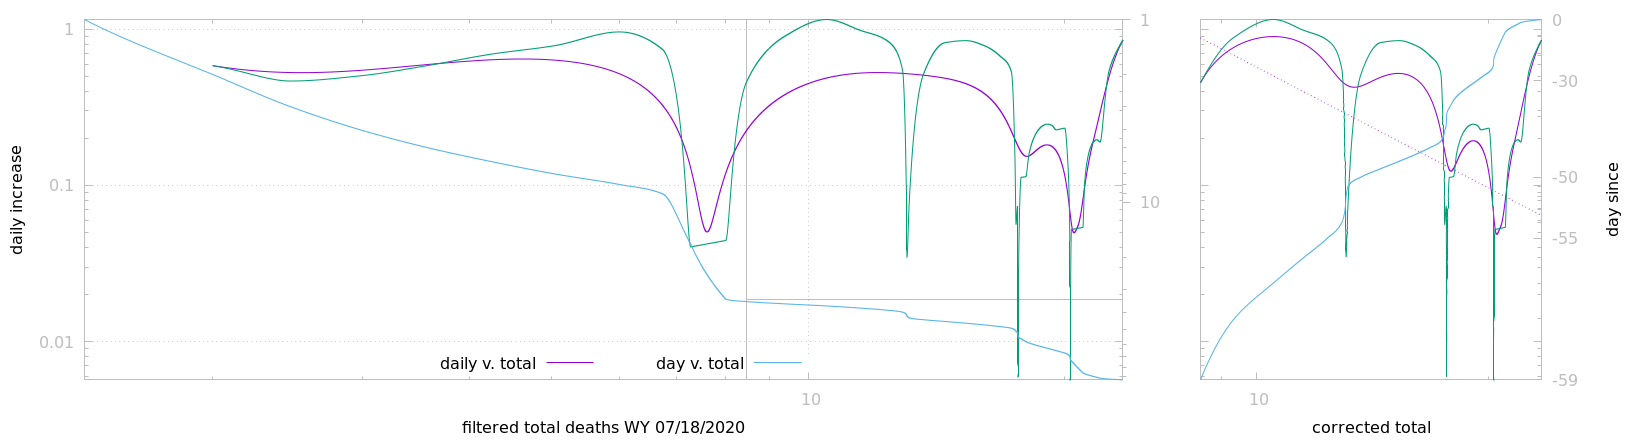 1
0.1
0.01
daily increase
daily v. total
day v. total
10
1
10
filtered total deaths WY 07/18/2020
10
corrected total
0
-30
-50
-55
-59
day since